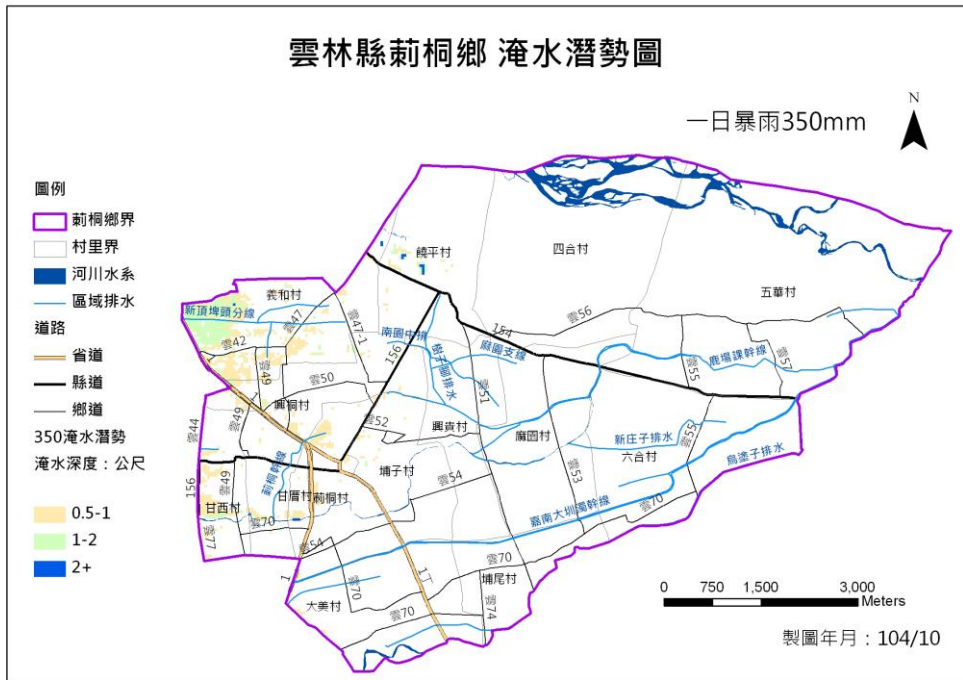 雲林縣莿桐鄉 淹水潛勢圖
一日暴雨350mm
N
圖例
莿桐鄉界
村里界
河川水系
區域排水
道路
省道
縣道
鄉道
350淹水潛勢
淹水深度：公尺
0.5-1
1-2
2+
饒平村
四合村
五華村
義和村
新頂埤頭分線
雲47
雲47-1
雲42
雲49
雲50
156
南園中排
樹子腳排水
麻園支線
154
雲56
雲51
雲55
雲57
鹿場課幹線
興桐村
雲49
雲44
雲52
興貴村
麻園村
新庄子排水
雲55
六合村
烏塗子排水
埔子村
雲54
雲53
156
雲49
莿桐幹線
甘厝村
莿桐村
甘西村
雲70
雲77
雲54
嘉南大圳濁幹線
雲70
1
雲70
1丁
雲70
埔尾村
大美村
雲70
雲74
0 750 1,500 3,000
Meters
製圖年月：104/10